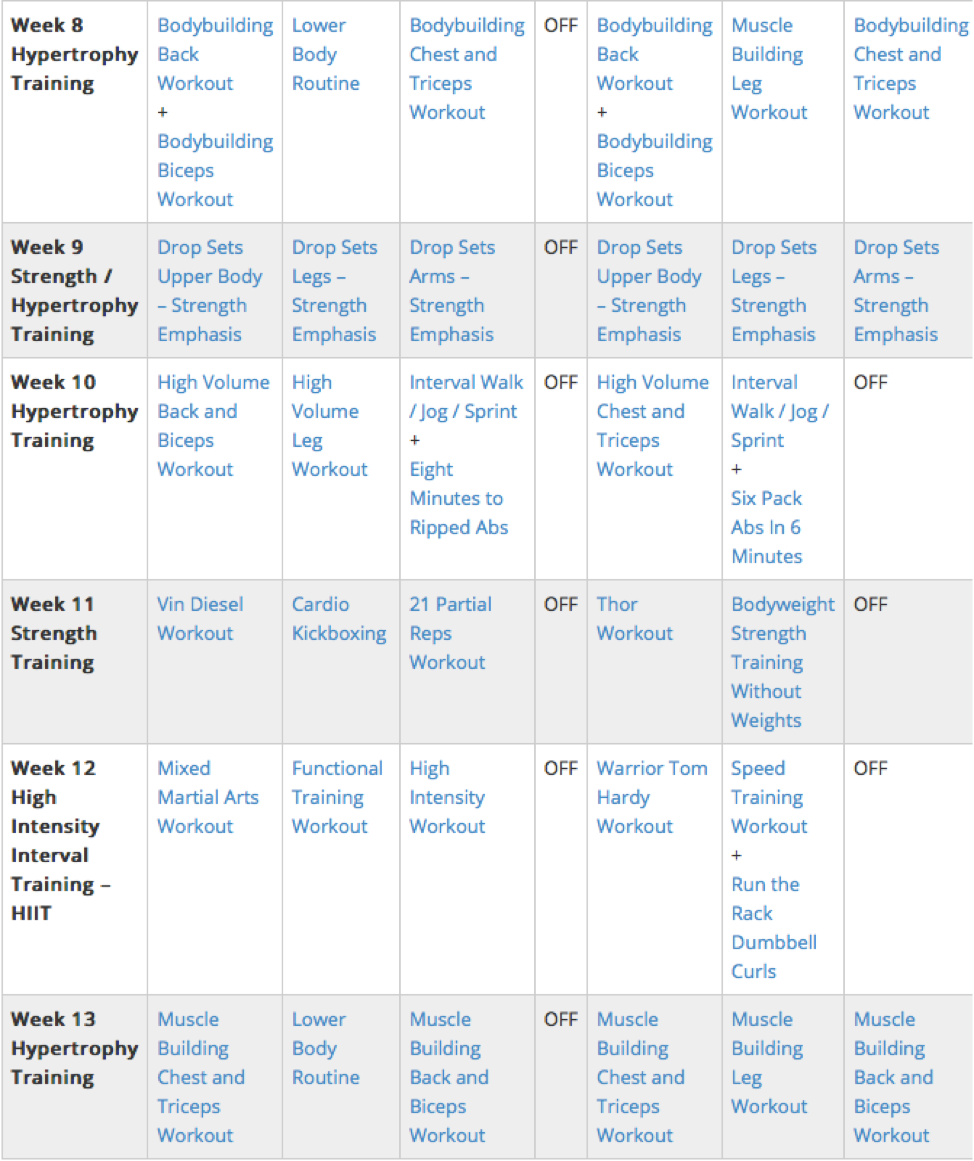 Week 8
Hypertrophy
Training
Bodybuilding
Back
Workout
+
Bodybuilding
Biceps
Workout
Lower
Body
Routine
Bodybuilding
Chest and
Triceps
Workout
OFF
Bodybuilding
Back
Workout
+
Bodybuilding
Biceps
Workout
Muscle
Building
Leg
Workout
Bodybuilding
Chest and
Triceps
Workout
Week 9
Strength /
Hypertrophy
Training
Drop Sets
Upper Body
– Strength
Emphasis
Drop Sets
Legs –
Strength
Emphasis
Drop Sets
Arms –
Strength
Emphasis
OFF
Drop Sets
Upper Body
– Strength
Emphasis
Drop Sets
Legs –
Strength
Emphasis
Drop Sets
Arms –
Strength
Emphasis
Week 10
Hypertrophy
Training
High Volume
Back and
Biceps
Workout
High
Volume
Leg
Workout
Interval Walk
/ Jog / Sprint
+
Eight
Minutes to
Ripped Abs
OFF
High Volume
Chest and
Triceps
Workout
Interval
Walk / Jog /
Sprint
+
Six Pack
Abs In 6
Minutes
OFF
Week 11
Strength
Training
Vin Diesel
Workout
Cardio
Kickboxing
21 Partial
Reps
Workout
OFF
Thor
Workout
Bodyweight
Strength
Training
Without
Weights
OFF
Week 12
High
Intensity
Interval
Training –
HIIT
Mixed
Martial Arts
Workout
Functional
Training
Workout
High
Intensity
Workout
OFF
Warrior Tom
Hardy
Workout
Speed
Training
Workout
+
Run the
Rack
Dumbbell
Curls
OFF
Week 13
Hypertrophy
Training
Muscle
Building
Chest and
Triceps
Workout
Lower
Body
Routine
Muscle
Building
Back and
Biceps
Workout
OFF
Muscle
Building
Chest and
Triceps
Workout
Muscle
Building
Leg
Workout
Muscle
Building
Back and
Biceps
Workout